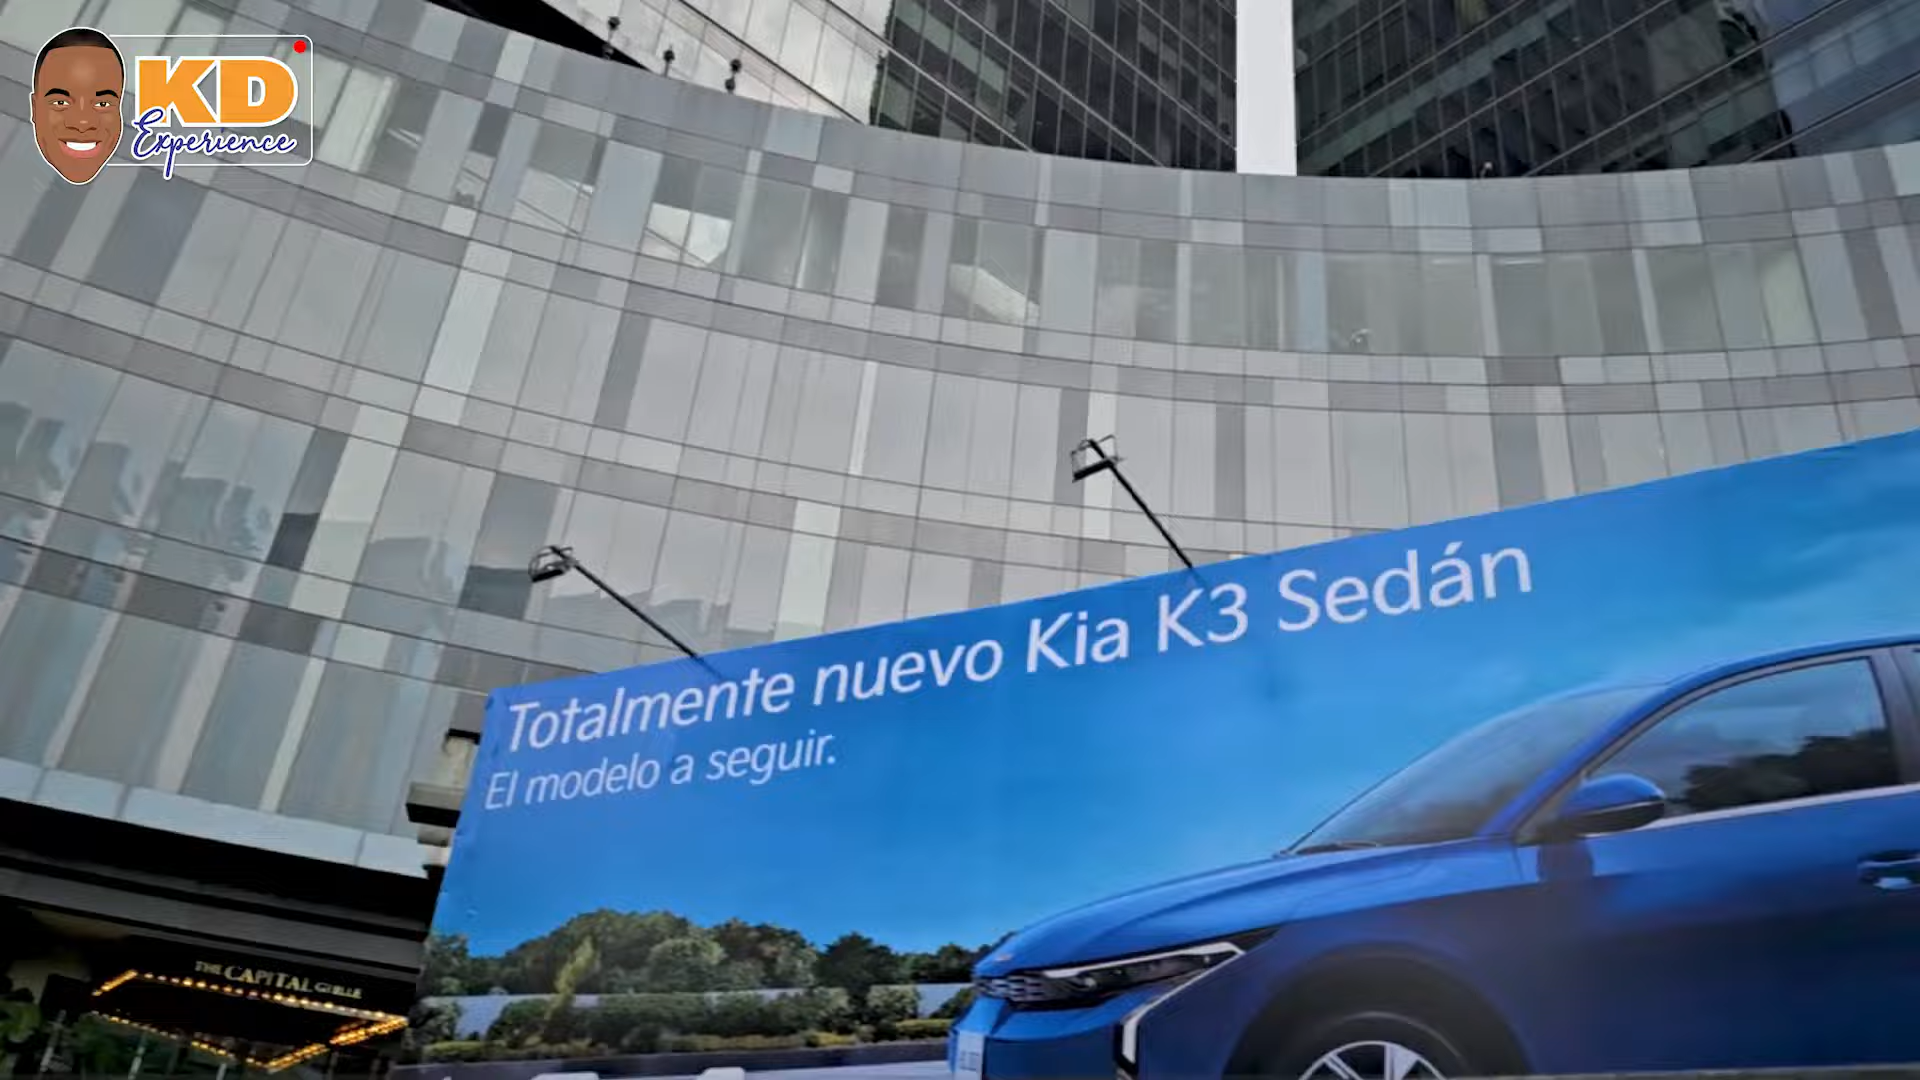 KD
Experience
Totalmente nuevo Kia K3 Sedán
El modelo a seguir.
THE CAPITAL GRILLE